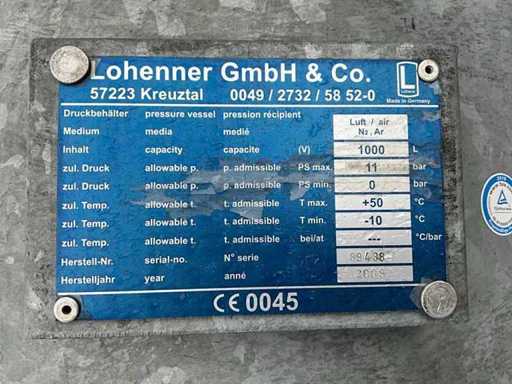 Lohenner GmbH & Co.
57223 Kreuztal 0049 / 2732 / 58 52-0
L
Made in Germany
Druckbehälter pressure vessel pression récipient Luft / air
Medium media medié N₂, Ar
Inhalt capacity capacite (V) 1000 L
zul. Druck allowable p. p. admissible PS max. 11 bar
zul. Druck allowable p. p. admissible PS min. 0 bar
zul. Temp. allowable t. t. admissible T max. +50 °C
zul. Temp. allowable t. t. admissible T min. -10 °C
zul. Temp. allowable t. t. admissible bei/at --- °C/bar
Herstell-Nr. serial-no. N° serie
Herstelljahr year anné
CE 0045